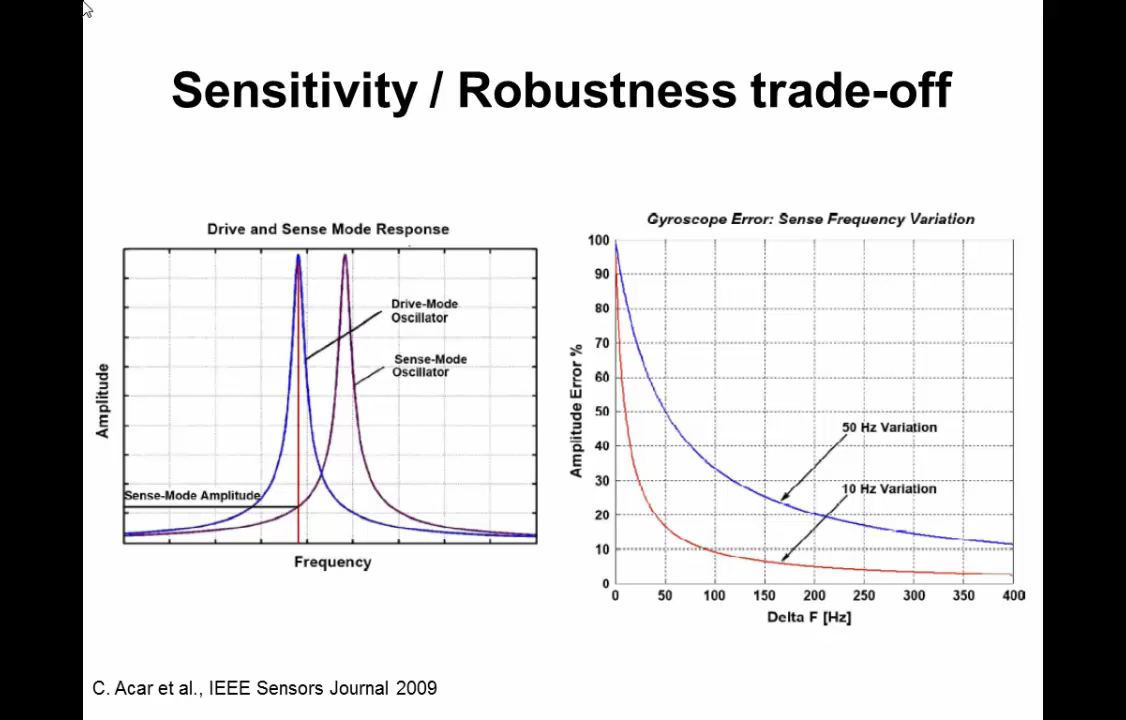 Sensitivity / Robustness trade-off
Drive and Sense Mode Response
Drive-Mode
Oscillator
Sense-Mode
Oscillator
Sense-Mode Amplitude
Amplitude
Frequency
Gyroscope Error: Sense Frequency Variation
100
90
80
70
60
50
40
30
20
10
0
Amplitude Error %
50 Hz Variation
10 Hz Variation
0 50 100 150 200 250 300 350 400
Delta F [Hz]
C. Acar et al., IEEE Sensors Journal 2009